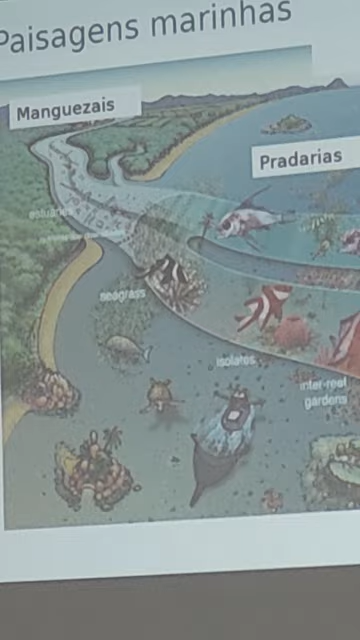 Paisagens marinhas
Manguezais
Pradarias
estuaries
seagrass
isolates
inter-reef
gardens